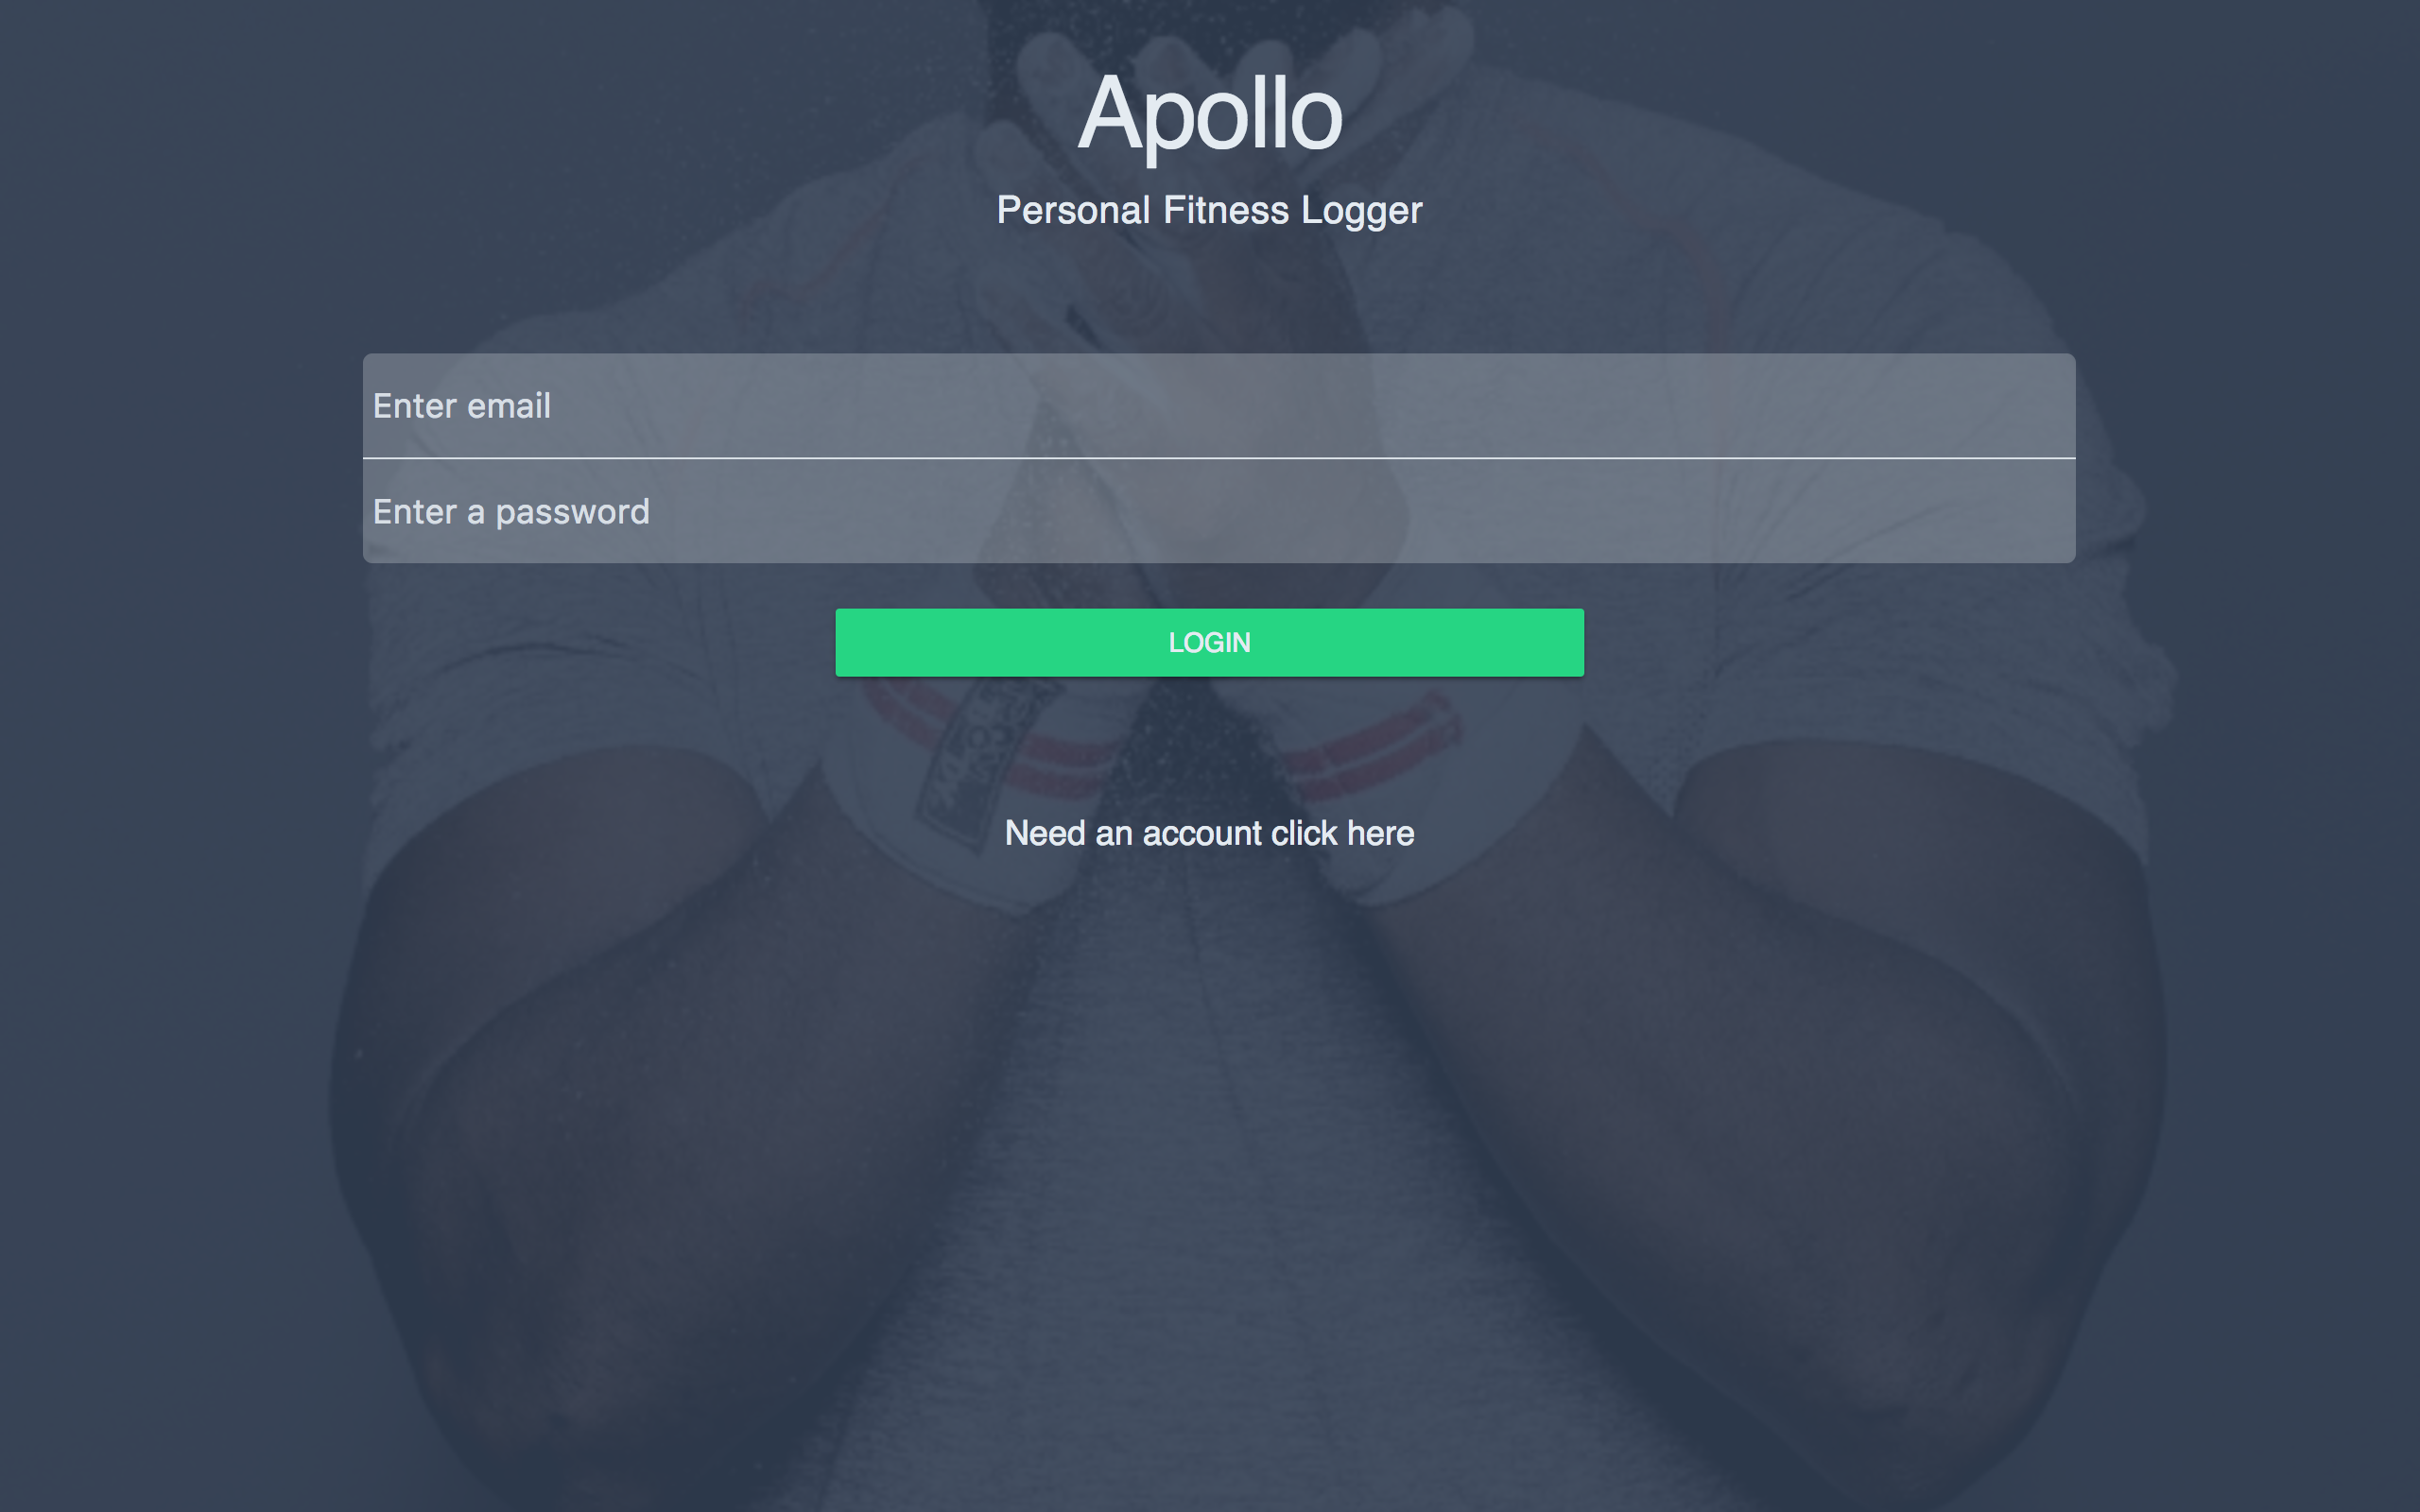 Apollo
Personal Fitness Logger
Enter email
Enter a password
LOGIN
Need an account click here